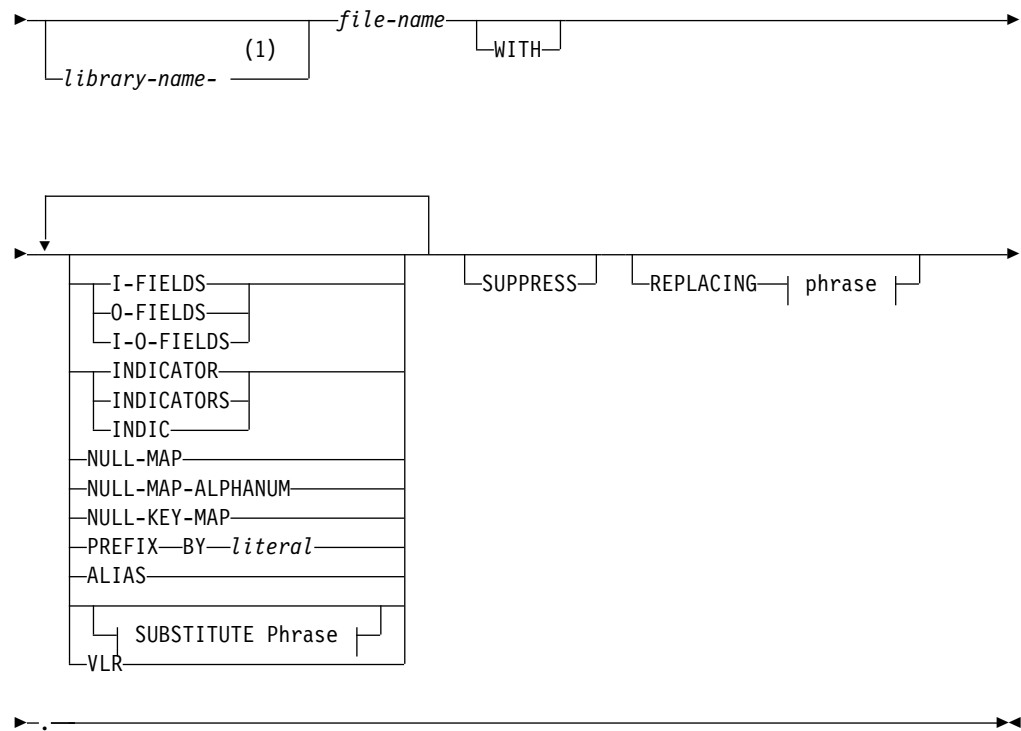 file-name
WITH
(1)
library-name-
I-FIELDS
O-FIELDS
I-O-FIELDS
INDICATOR
INDICATORS
INDIC
NULL-MAP
NULL-MAP-ALPHANUM
NULL-KEY-MAP
PREFIX BY literal
ALIAS
SUBSTITUTE Phrase
VLR
SUPPRESS
REPLACING phrase
.